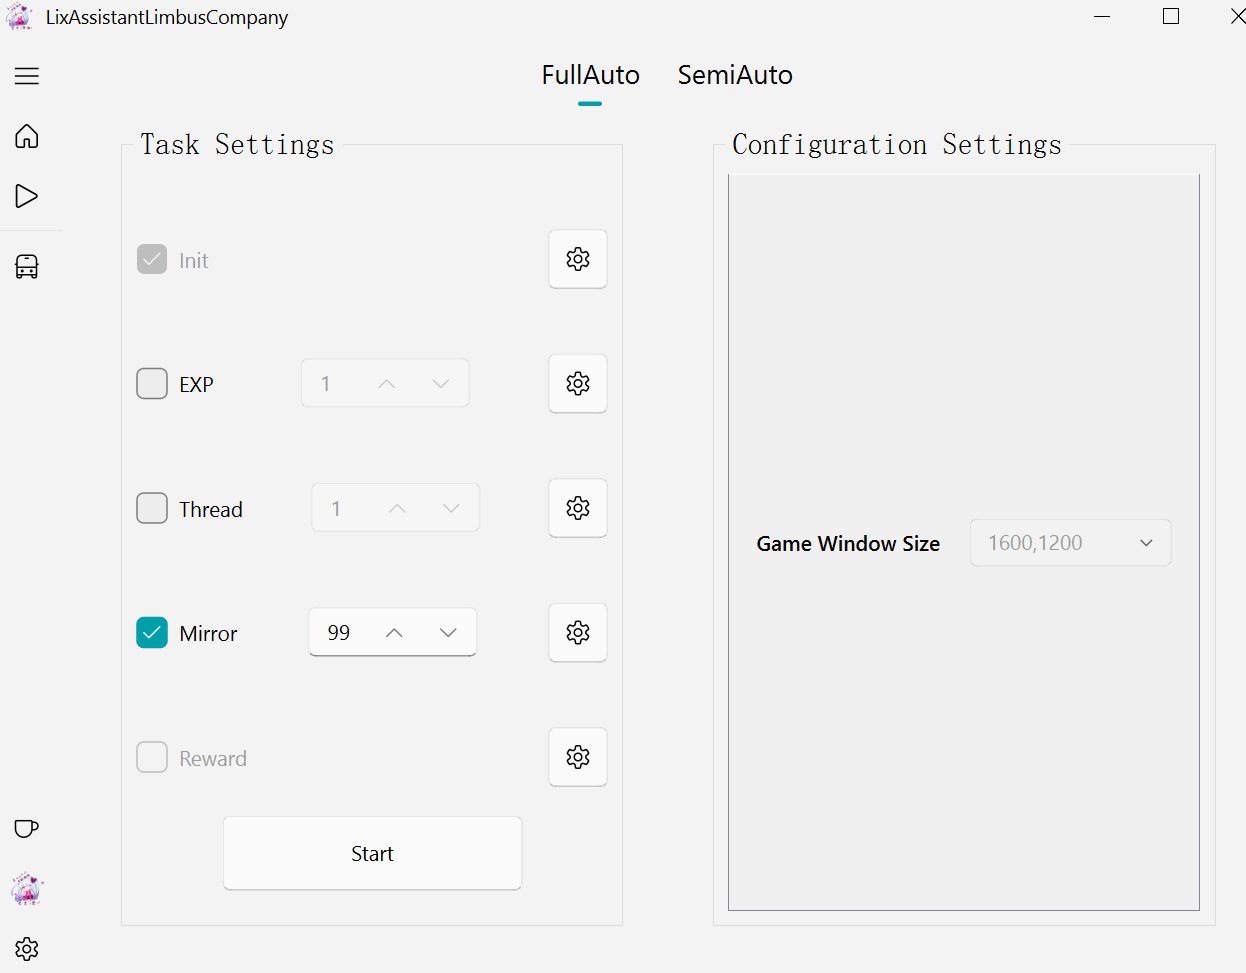 LixAssistantLimbusCompany
FullAuto SemiAuto
Task Settings
Init
EXP 1
Thread 1
Mirror 99
Reward
Start
Configuration Settings
Game Window Size 1600,1200